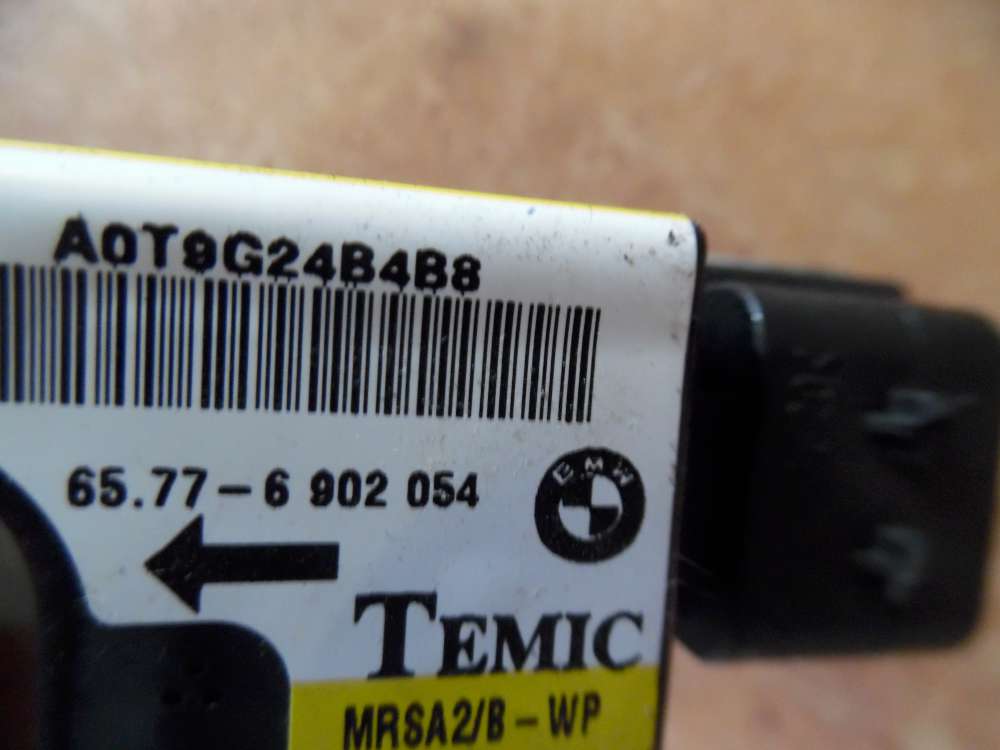 A0T9G24B4B8
65.77-6 902 054
BMW
TEMIC
MRSA2/B-WP